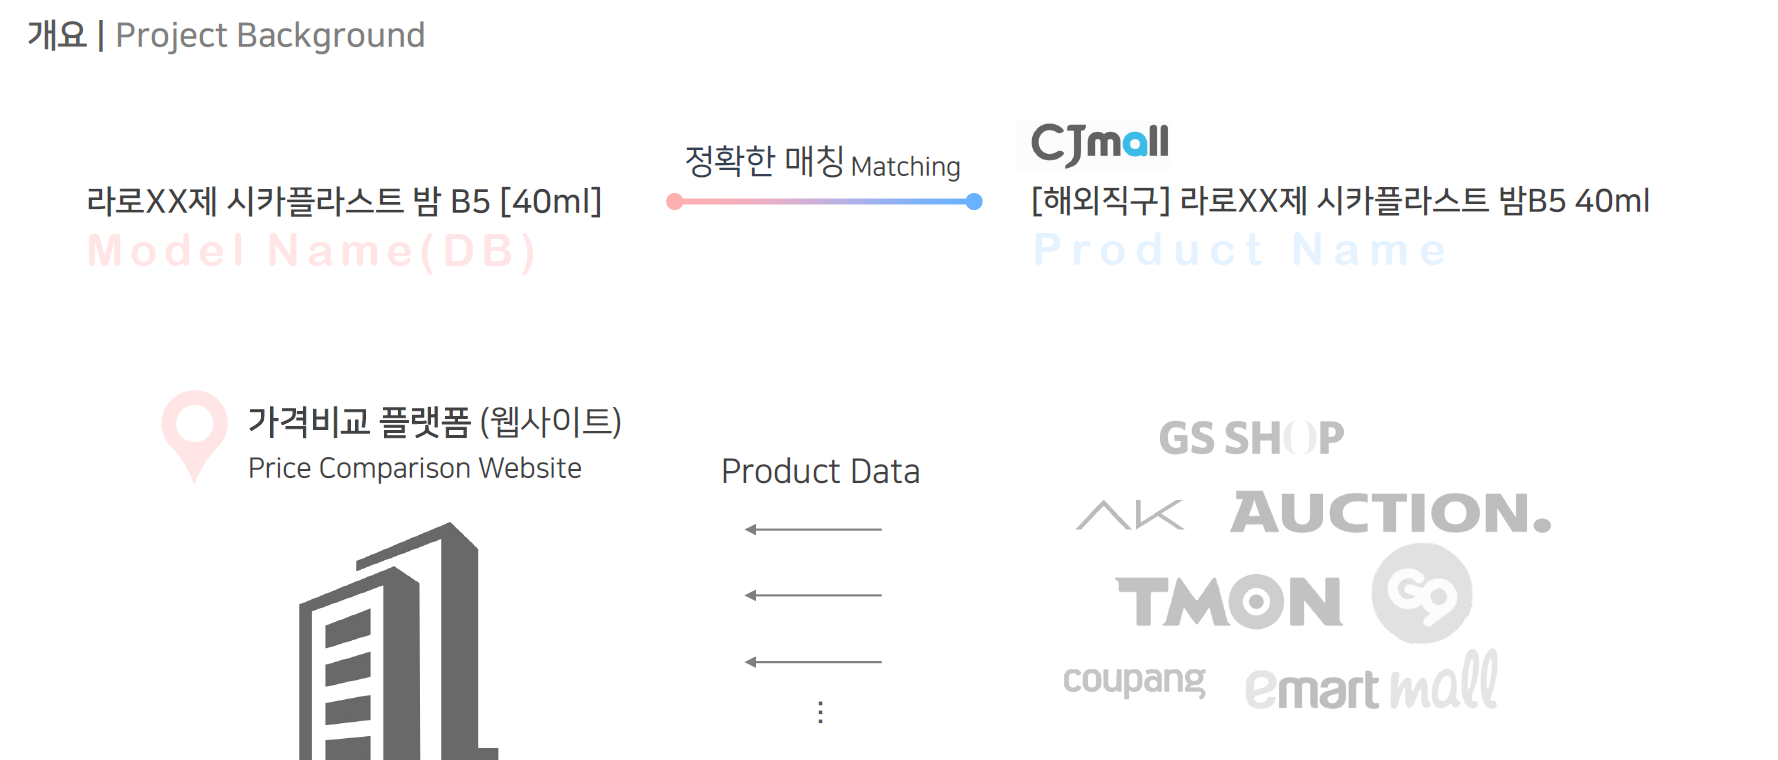 개요 | Project Background
CJmall
정확한 매칭 Matching
라로XX제 시카플라스트 밤 B5 [40ml]
[해외직구] 라로XX제 시카플라스트 밤B5 40ml
Model Name(DB)
Product Name
가격비교 플랫폼 (웹사이트)
Price Comparison Website
Product Data
GS SHOP
AK
AUCTION.
TMON
G9
coupang
emart mall
⋮